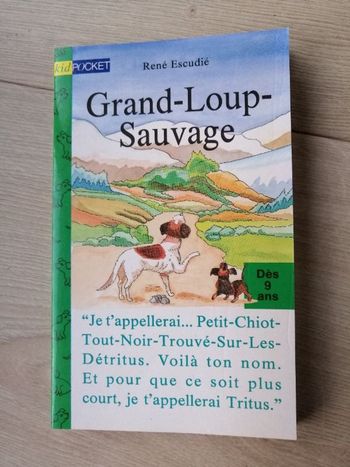 kid POCKET
René Escudié
Grand-Loup-
Sauvage
Dès
9
ans
“Je t’appellerai... Petit-Chiot-
Tout-Noir-Trouvé-Sur-Les-
Détritus. Voilà ton nom.
Et pour que ce soit plus
court, je t’appellerai Tritus.”